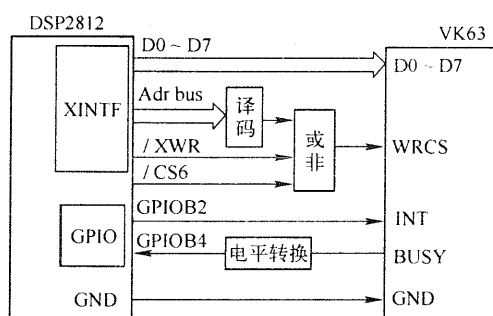 DSP2812
VK63
D0 ~ D7
D0 ~ D7
XINTF
Adr bus
译码
或非
WRCS
/ XWR
/ CS6
GPIOB2
INT
GPIO
GPIOB4
电平转换
BUSY
GND
GND